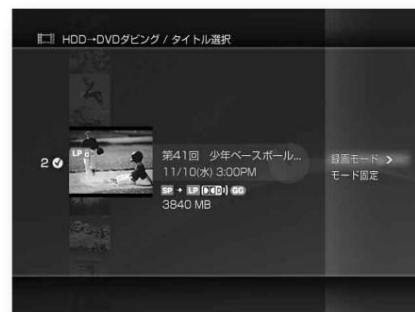 HDD→DVDダビング / タイトル選択
2
LP
第41回 少年ベースボール...
11/10(水) 3:00PM
SP → LP GG
3840 MB
録画モード >
モード固定